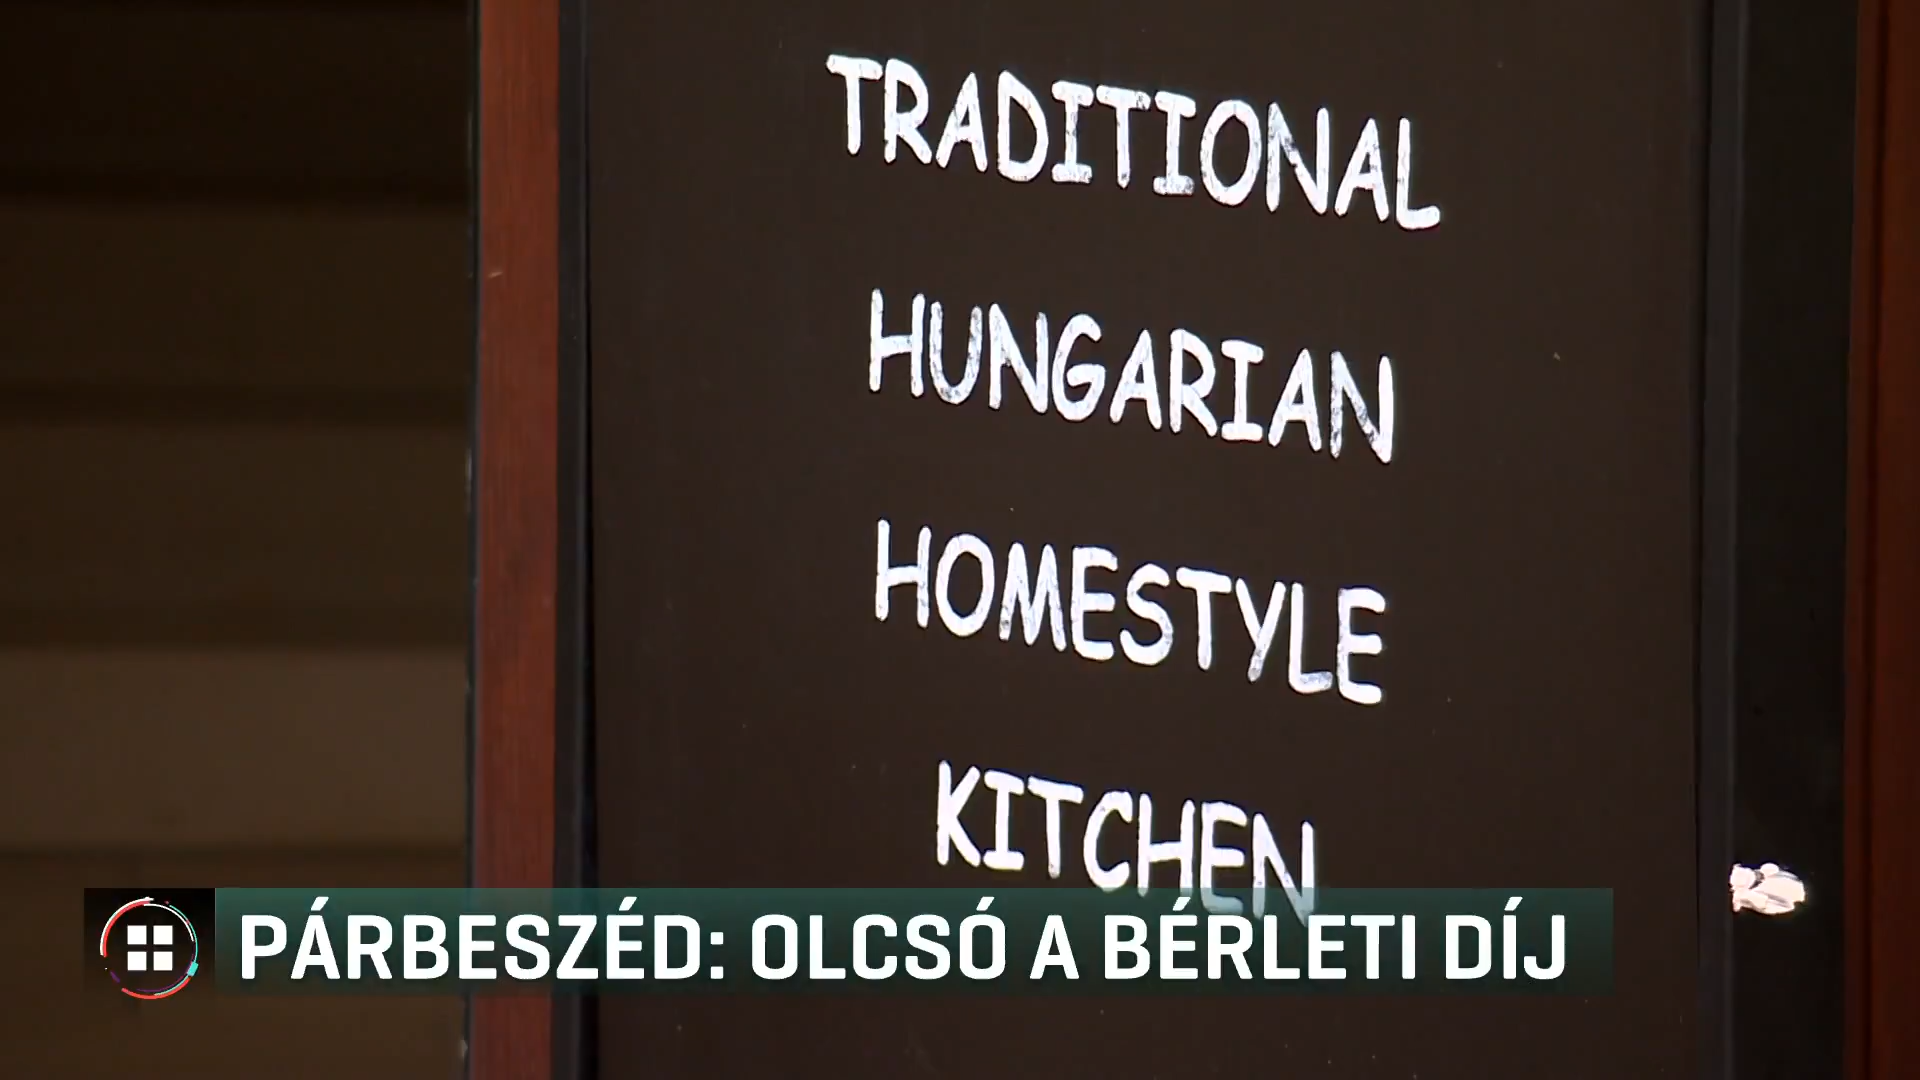 TRADITIONAL
HUNGARIAN
HOMESTYLE
KITCHEN
PÁRBESZÉD: OLCSÓ A BÉRLETI DÍJ